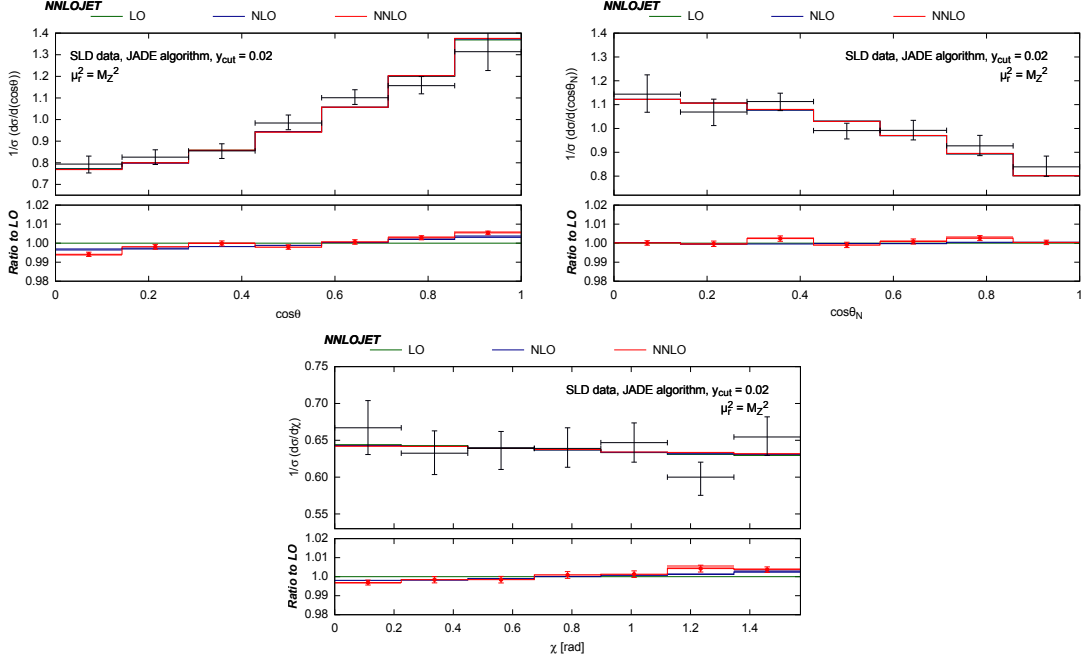 NNLOJET
LO NLO NNLO
SLD data, JADE algorithm, y_cut = 0.02
μ_r^2 = M_Z^2
1/σ (dσ/d(cosθ))
1.4
1.3
1.2
1.1
1.0
0.9
0.8
0.7
Ratio to LO
1.02
1.01
1.00
0.99
0.98
0 0.2 0.4 0.6 0.8 1
cosθ
NNLOJET
LO NLO NNLO
SLD data, JADE algorithm, y_cut = 0.02
μ_r^2 = M_Z^2
1/σ (dσ/d(cosθ_N))
1.4
1.3
1.2
1.1
1.0
0.9
0.8
Ratio to LO
1.02
1.01
1.00
0.99
0.98
0 0.2 0.4 0.6 0.8 1
cosθ_N
NNLOJET
LO NLO NNLO
SLD data, JADE algorithm, y_cut = 0.02
μ_r^2 = M_Z^2
1/σ (dσ/dχ)
0.75
0.70
0.65
0.60
0.55
Ratio to LO
1.02
1.01
1.00
0.99
0.98
0 0.2 0.4 0.6 0.8 1 1.2 1.4
χ [rad]